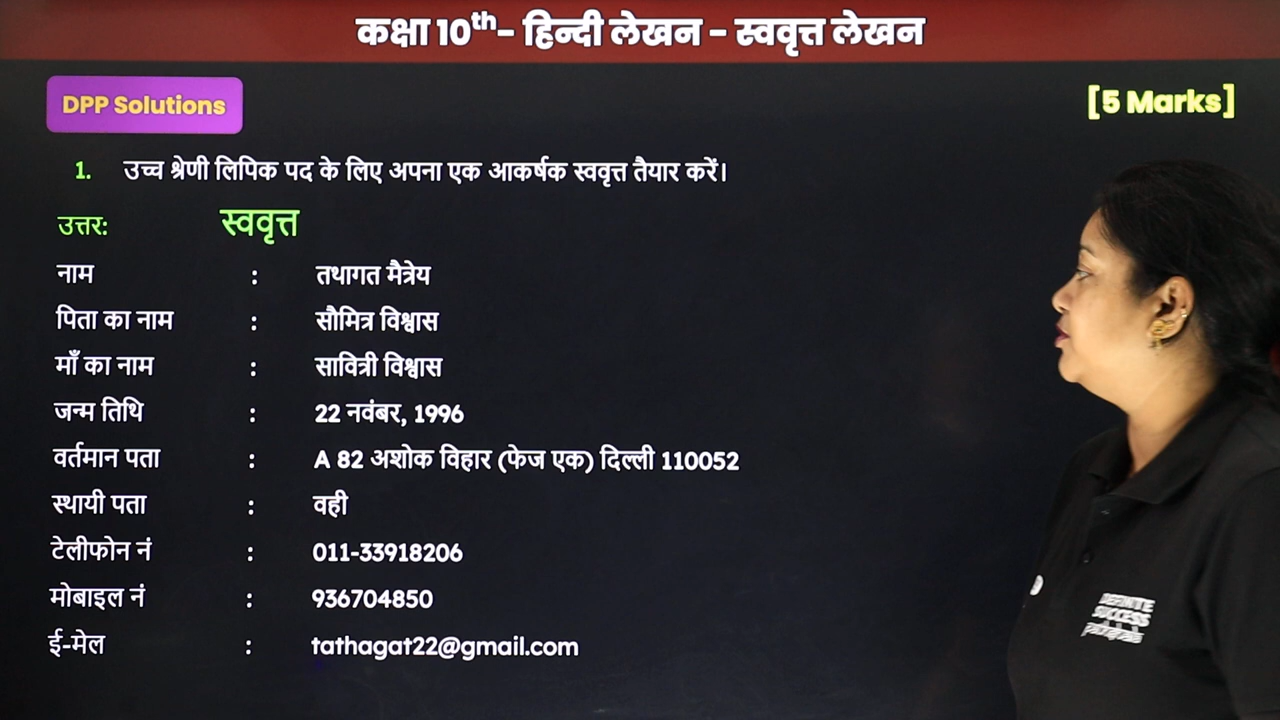 कक्षा 10th- हिन्दी लेखन - स्ववृत्त लेखन
DPP Solutions
[5 Marks]
1. उच्च श्रेणी लिपिक पद के लिए अपना एक आकर्षक स्ववृत्त तैयार करें।
उत्तर: स्ववृत्त
नाम : तथागत मैत्रेय
पिता का नाम : सौमित्र विश्वास
माँ का नाम : सावित्री विश्वास
जन्म तिथि : 22 नवंबर, 1996
वर्तमान पता : A 82 अशोक विहार (फेज एक) दिल्ली 110052
स्थायी पता : वही
टेलीफोन नं : 011-33918206
मोबाइल नं : 936704850
ई-मेल : tathagat22@gmail.com
SUCCESS